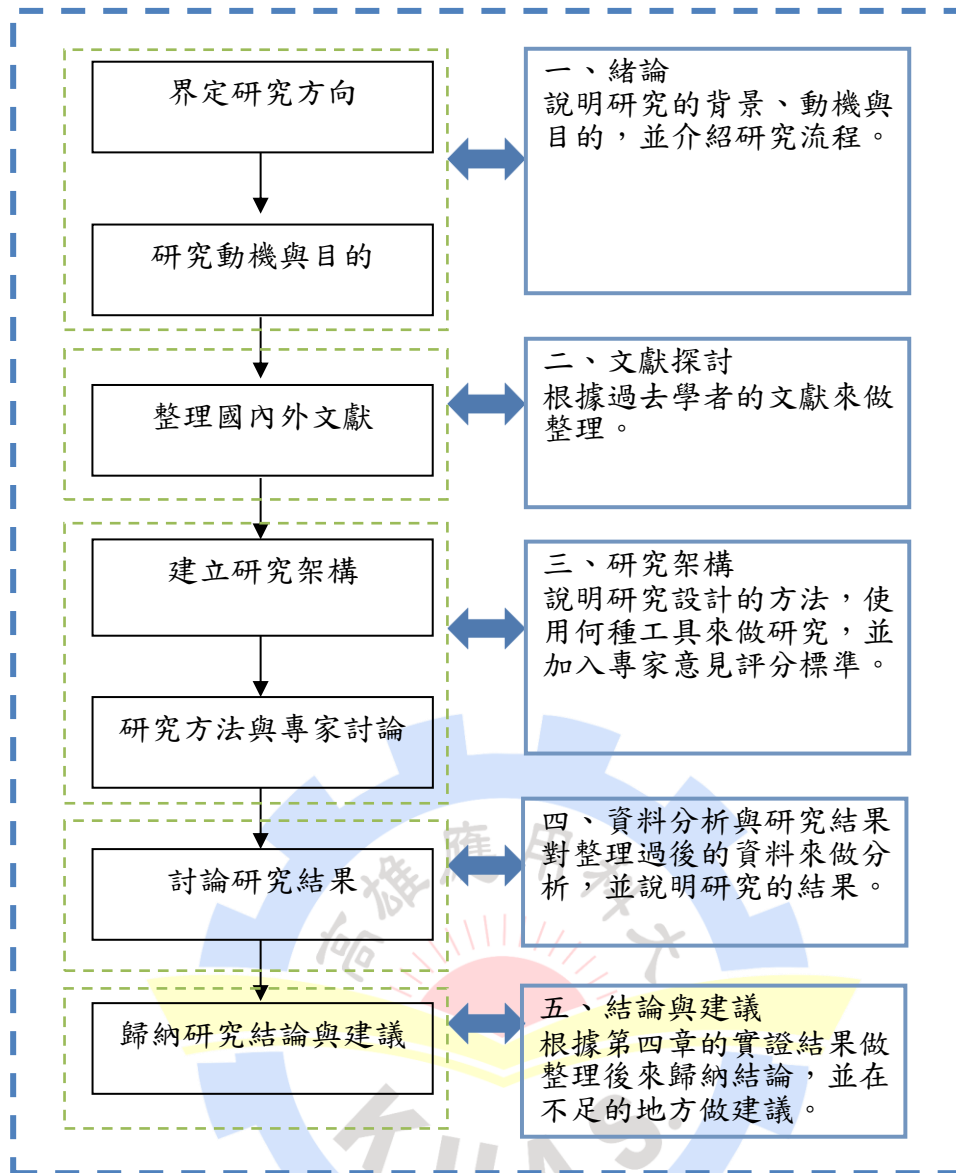 界定研究方向
一、緒論
說明研究的背景、動機與
目的，並介紹研究流程。
研究動機與目的
整理國內外文獻
二、文獻探討
根據過去學者的文獻來做
整理。
建立研究架構
三、研究架構
說明研究設計的方法，使
用何種工具來做研究，並
加入專家意見評分標準。
研究方法與專家討論
討論研究結果
四、資料分析與研究結果
對整理過後的資料來做分
析，並說明研究的結果。
歸納研究結論與建議
五、結論與建議
根據第四章的實證結果做
整理後來歸納結論，並在
不足的地方做建議。
高雄應用科大
KUAS